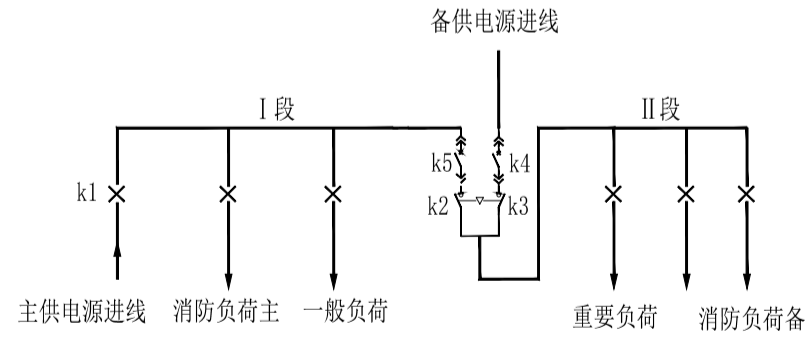 备供电源进线
Ⅰ段
Ⅱ段
k5
k4
k1
k2
k3
主供电源进线
消防负荷主
一般负荷
重要负荷
消防负荷备